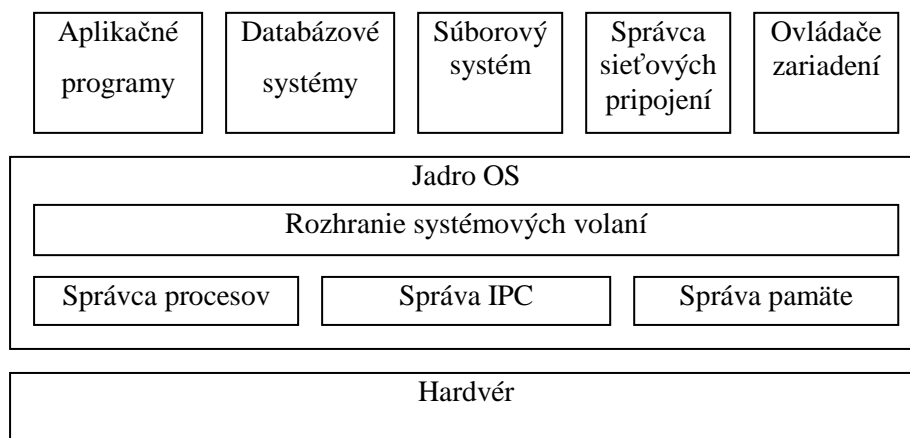 Aplikačné
programy
Databázové
systémy
Súborový
systém
Správca
sieťových
pripojení
Ovládače
zariadení
Jadro OS
Rozhranie systémových volaní
Správca procesov
Správa IPC
Správa pamäte
Hardvér